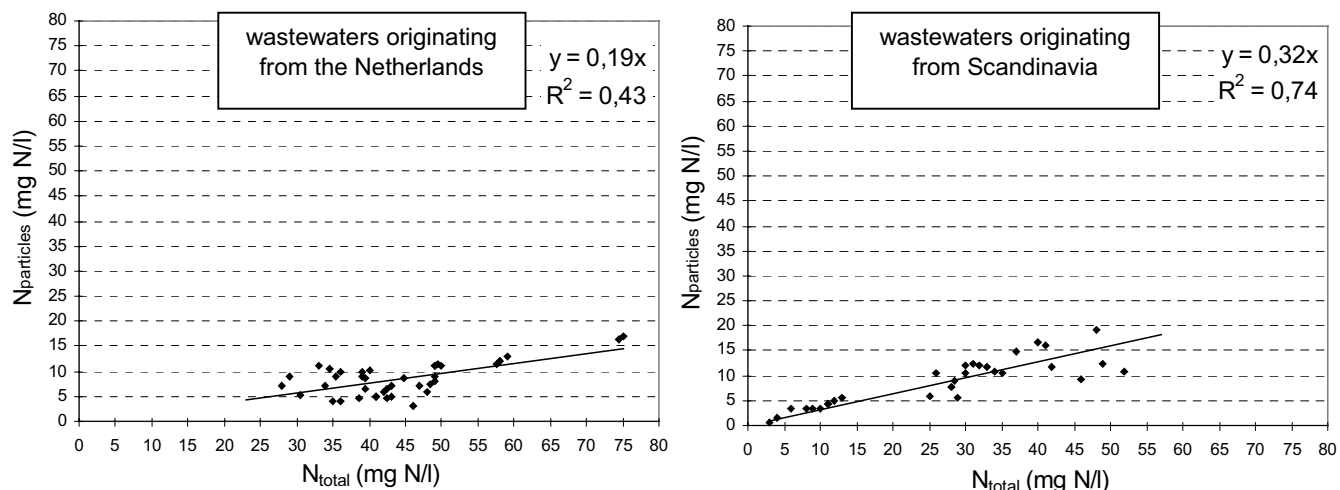 wastewaters originating
from the Netherlands
y = 0,19x
R² = 0,43
80
75
70
65
60
55
50
45
40
35
30
25
20
15
10
5
0
Nparticles (mg N/l)
0 5 10 15 20 25 30 35 40 45 50 55 60 65 70 75 80
Ntotal (mg N/l)
wastewaters originating
from Scandinavia
y = 0,32x
R² = 0,74
80
75
70
65
60
55
50
45
40
35
30
25
20
15
10
5
0
Nparticles (mg N/l)
0 5 10 15 20 25 30 35 40 45 50 55 60 65 70 75 80
Ntotal (mg N/l)